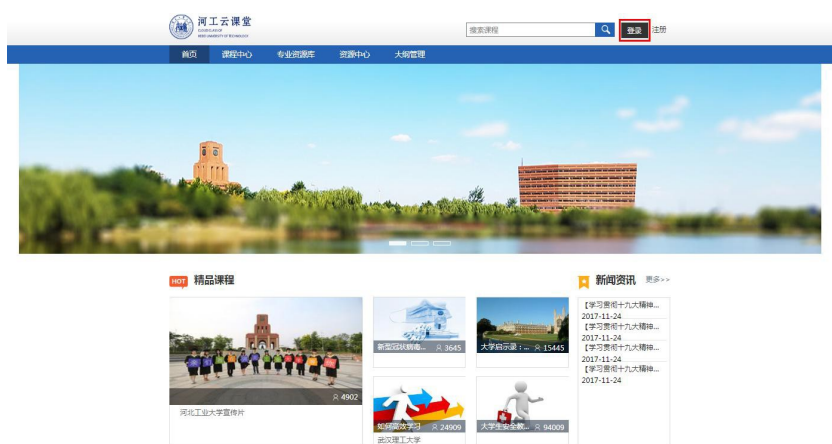 河工云课堂
搜索课程
登录 注册
首页 课程中心 专业资源库 资源中心 大纲管理
HOT 精品课程
新闻资讯 更多>>
【学习贯彻十九大精神...
2017-11-24
【学习贯彻十九大精神...
2017-11-24
【学习贯彻十九大精神...
2017-11-24
【学习贯彻十九大精神...
2017-11-24
新型冠状病毒... 3645
大学启示录：... 15445
4902
河北工业大学宣传片
如何高效学习 24909
大学生安全教... 94009
武汉理工大学